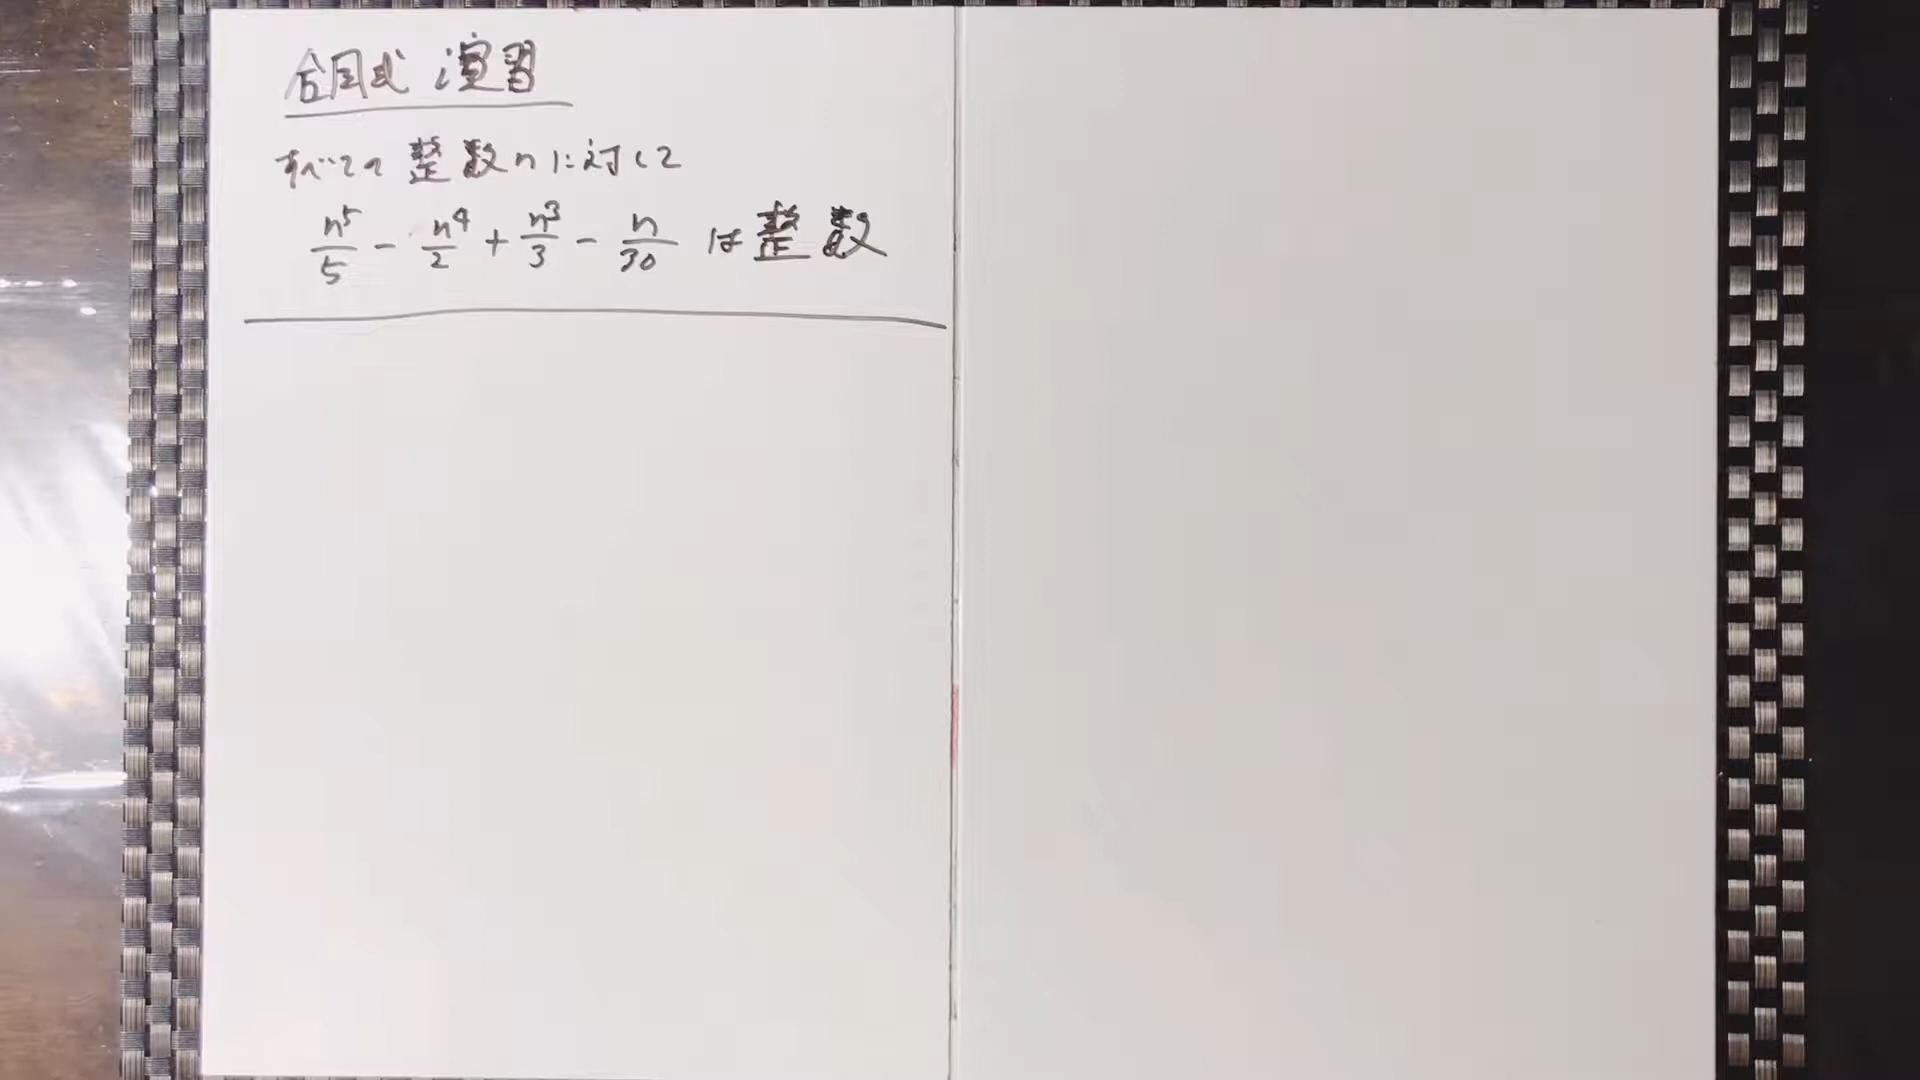 合同式 演習
すべての整数nに対して
n⁵/5 - n⁴/2 + n³/3 - n/30 は整数